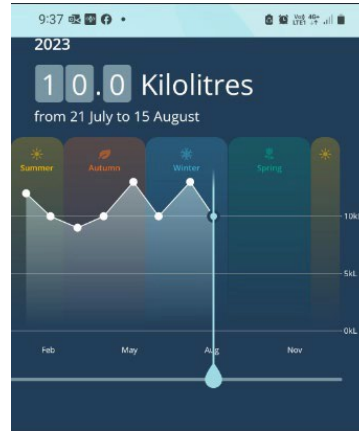 9:37
2023
10.0 Kilolitres
from 21 July to 15 August
Summer Autumn Winter Spring
10k
5kL
0kL
Feb May Aug Nov